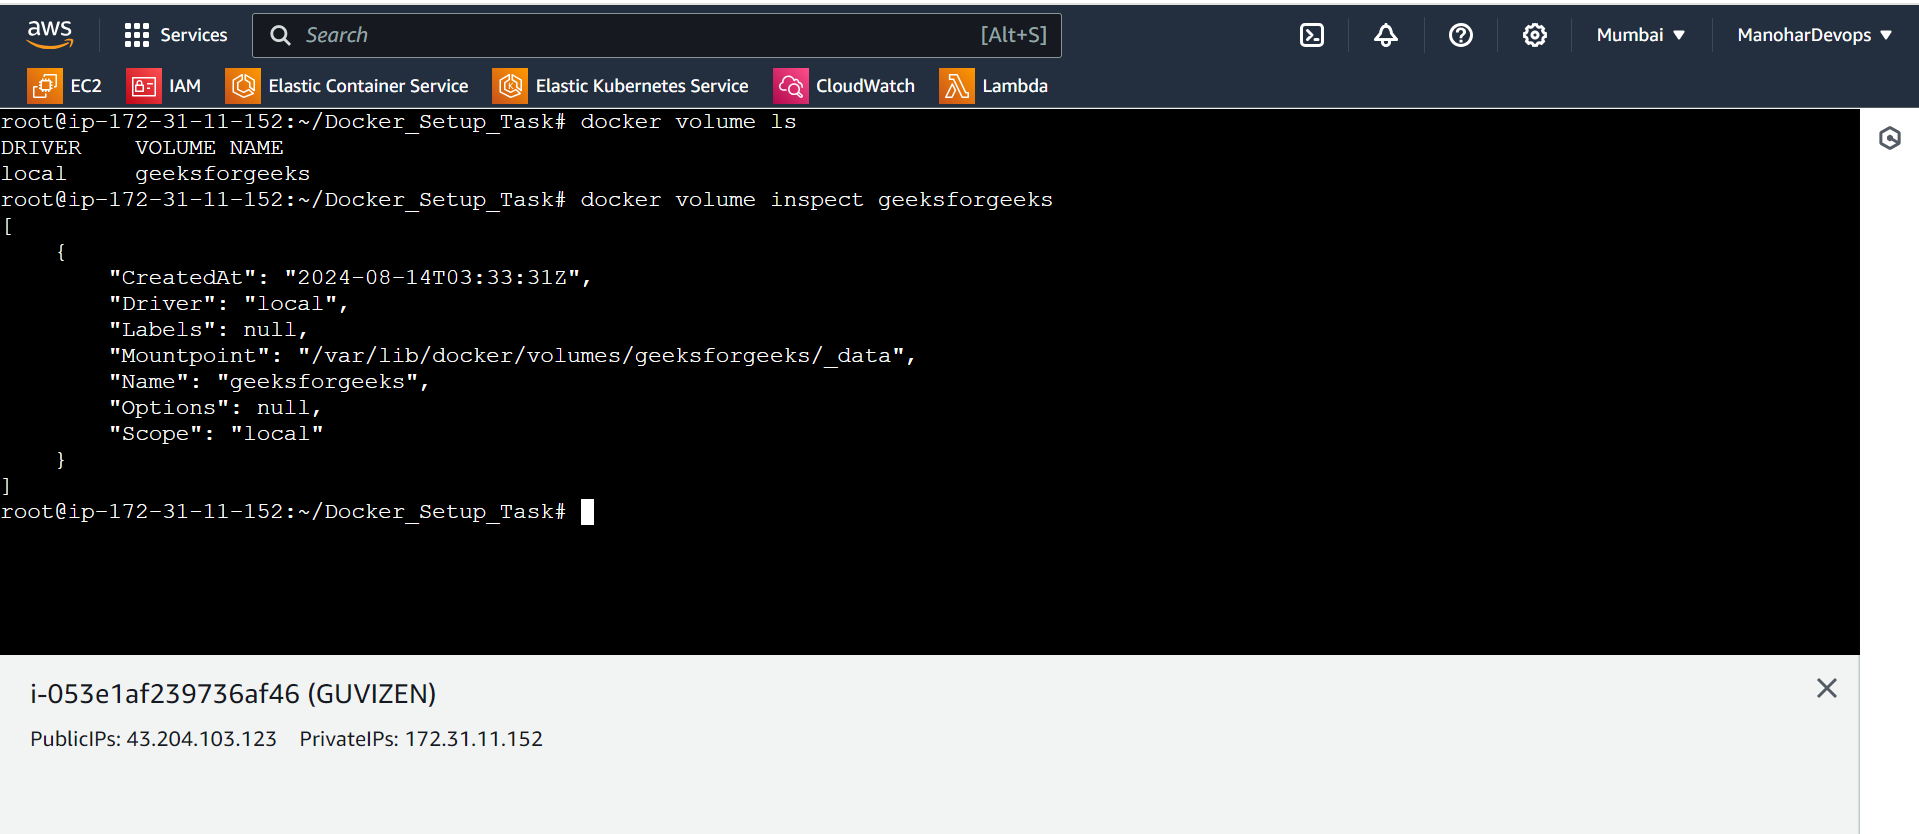 aws Services Search [Alt+S] Mumbai ▼ ManoharDevops ▼
EC2 IAM Elastic Container Service Elastic Kubernetes Service CloudWatch Lambda
root@ip-172-31-11-152:~/Docker_Setup_Task# docker volume ls
DRIVER    VOLUME NAME
local     geeksforgeeks
root@ip-172-31-11-152:~/Docker_Setup_Task# docker volume inspect geeksforgeeks
[
    {
        "CreatedAt": "2024-08-14T03:33:31Z",
        "Driver": "local",
        "Labels": null,
        "Mountpoint": "/var/lib/docker/volumes/geeksforgeeks/_data",
        "Name": "geeksforgeeks",
        "Options": null,
        "Scope": "local"
    }
]
root@ip-172-31-11-152:~/Docker_Setup_Task#
i-053e1af239736af46 (GUVIZEN)
PublicIPs: 43.204.103.123 PrivateIPs: 172.31.11.152